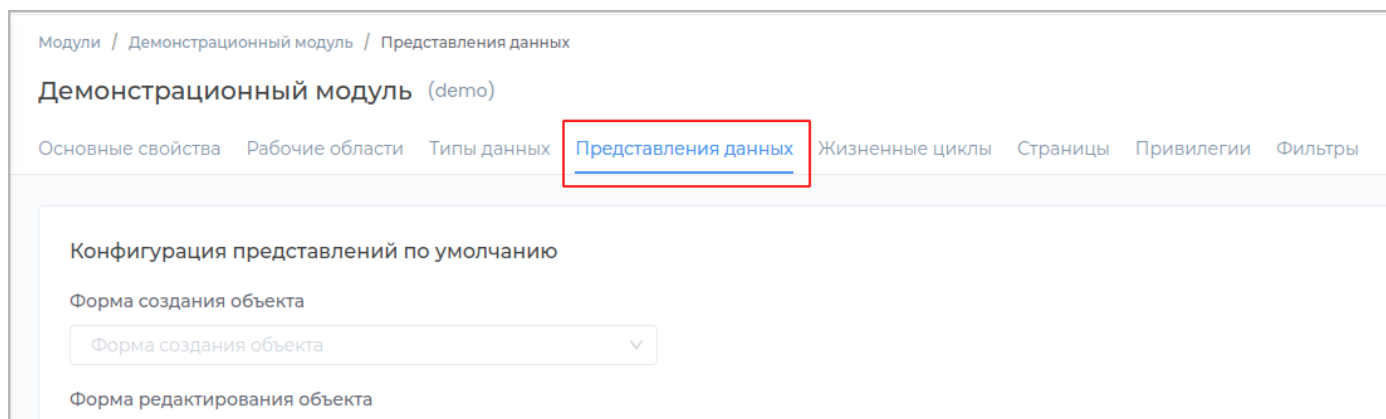 Модули / Демонстрационный модуль / Представления данных
Демонстрационный модуль (demo)
Основные свойства Рабочие области Типы данных Представления данных Жизненные циклы Страницы Привилегии Фильтры
Конфигурация представлений по умолчанию
Форма создания объекта
Форма создания объекта
Форма редактирования объекта